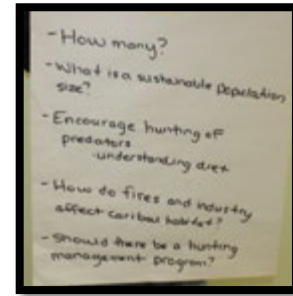 - How many?
- What is a sustainable population
size?
- Encourage hunting of
predators
- understanding diet
- How do fires and industry
affect caribou habitat?
- Should there be a hunting
management program?